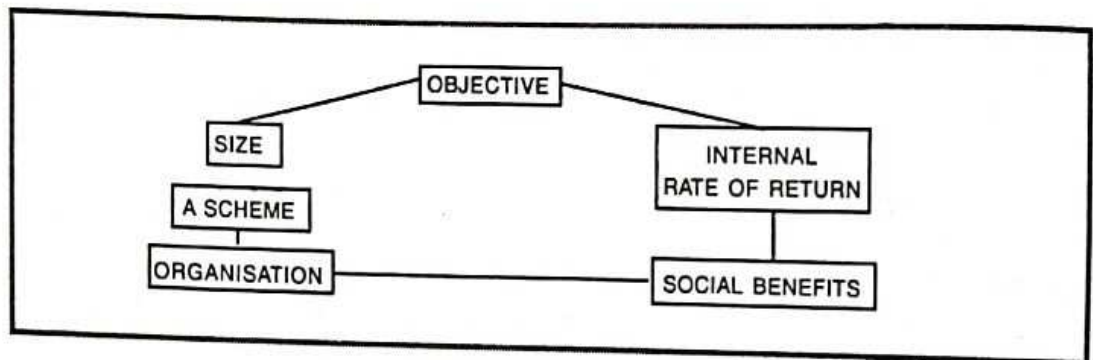 OBJECTIVE
SIZE
INTERNAL
RATE OF RETURN
A SCHEME
ORGANISATION
SOCIAL BENEFITS